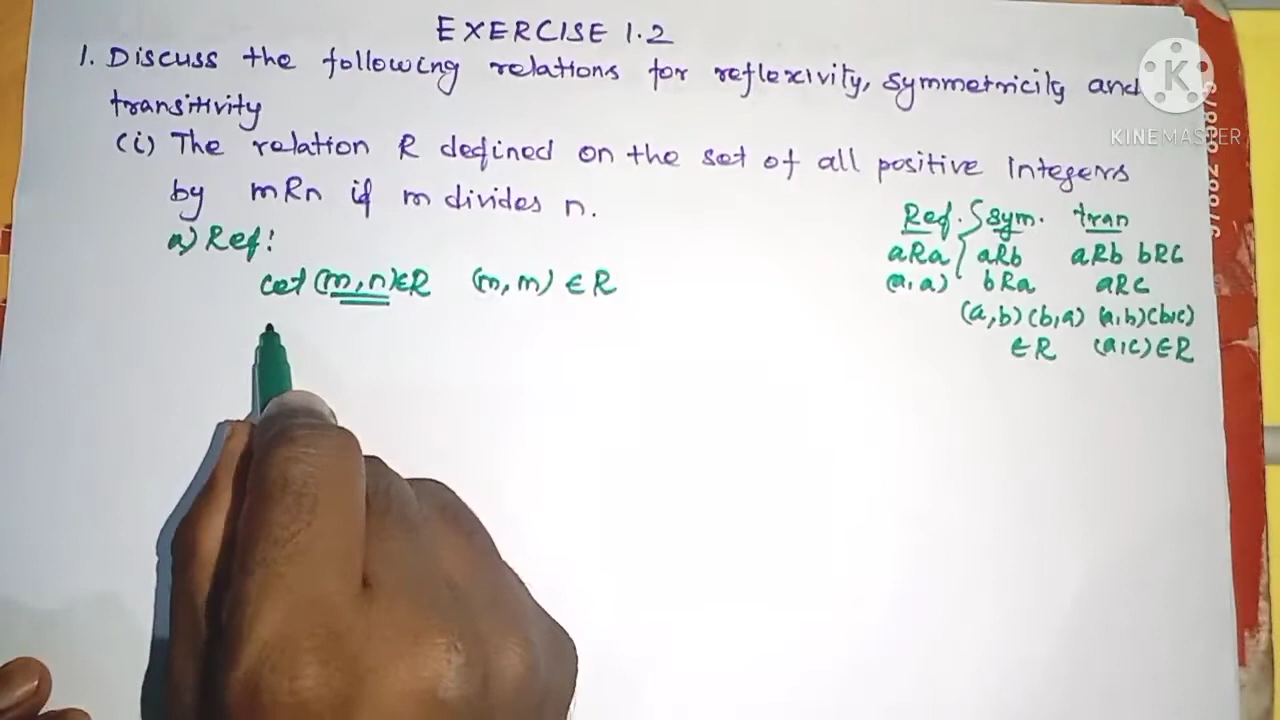 EXERCISE 1.2
1. Discuss the following relations for reflexivity, symmetricity and
transitivity
(i) The relation R defined on the set of all positive Integers
by mRn if m divides n.
a) Ref:
Let (m,n)∈R (m,m) ∈R
Ref. Sym. tran
aRa aRb aRb bRc
(a,a) bRa aRc
(a,b)(b,a) (a,b)(b,c)
∈R (a,c)∈R
K
KINEMASTER